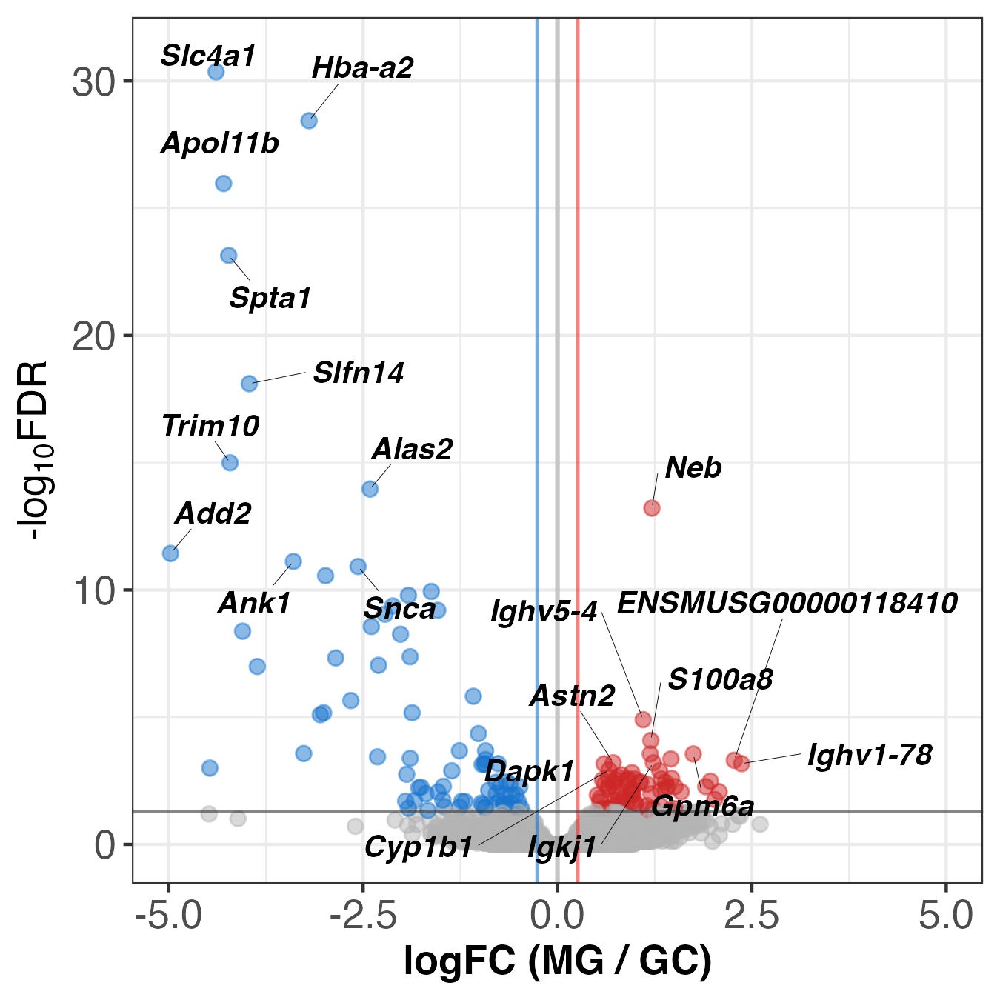 Slc4a1
Hba-a2
Apol11b
Spta1
Slfn14
Trim10
Alas2
Neb
Add2
Ank1
Snca
Ighv5-4
ENSMUSG00000118410
S100a8
Astn2
Ighv1-78
Dapk1
Gpm6a
Cyp1b1
Igkj1
30
20
10
0
-log10FDR
-5.0
-2.5
0.0
2.5
5.0
logFC (MG / GC)